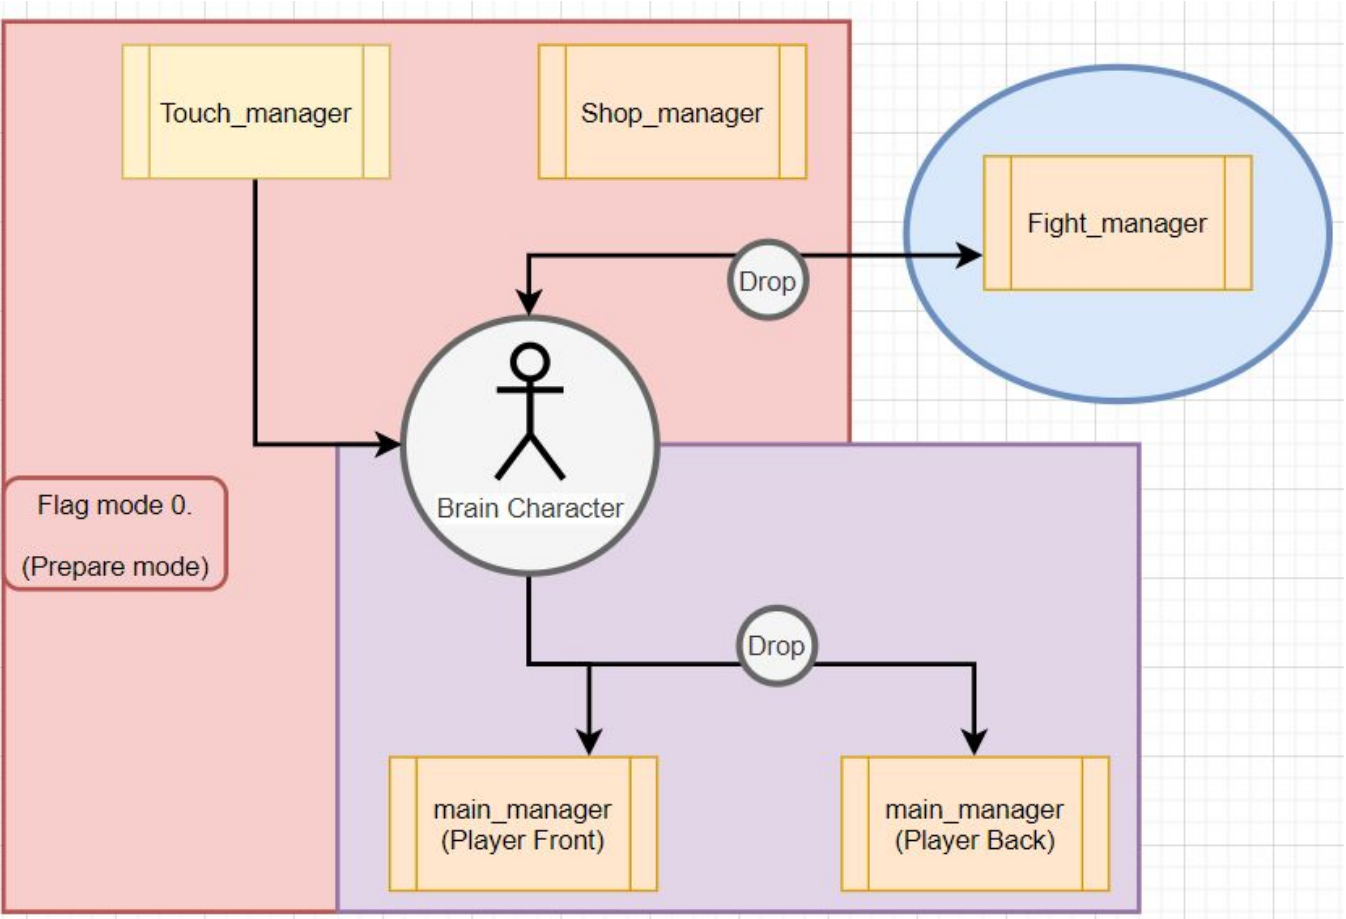 Touch_manager
Shop_manager
Fight_manager
Drop
Brain Character
Flag mode 0.
(Prepare mode)
Drop
main_manager
(Player Front)
main_manager
(Player Back)